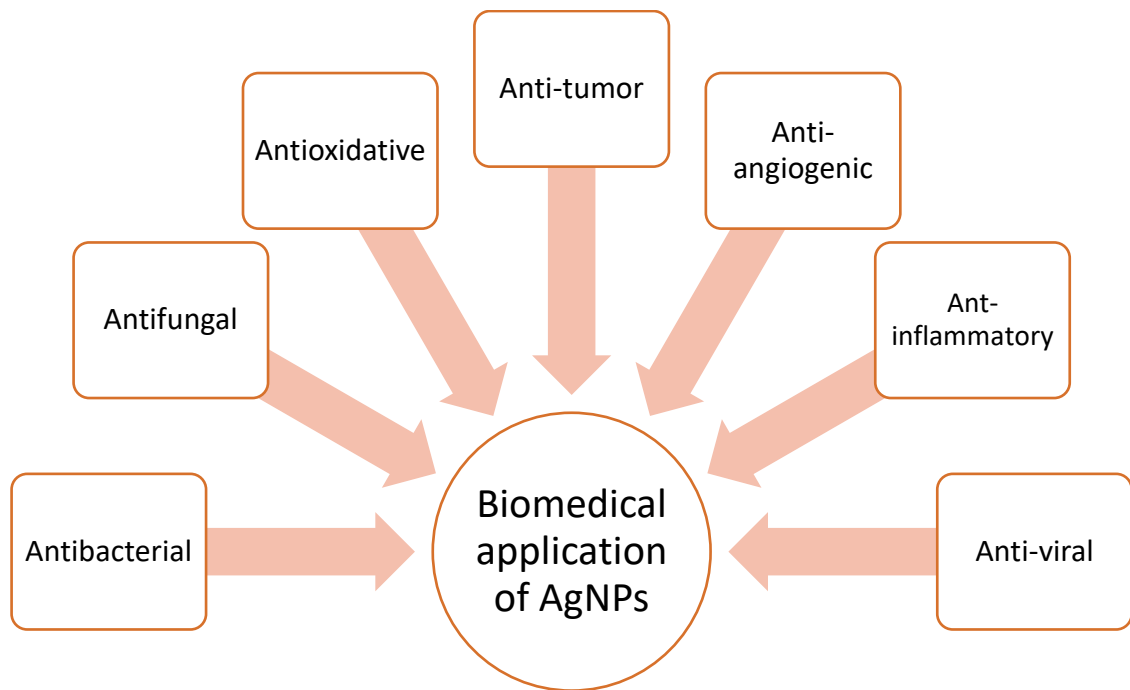 Anti-tumor
Antioxidative
Anti-
angiogenic
Antifungal
Ant-
inflammatory
Antibacterial
Biomedical
application
of AgNPs
Anti-viral